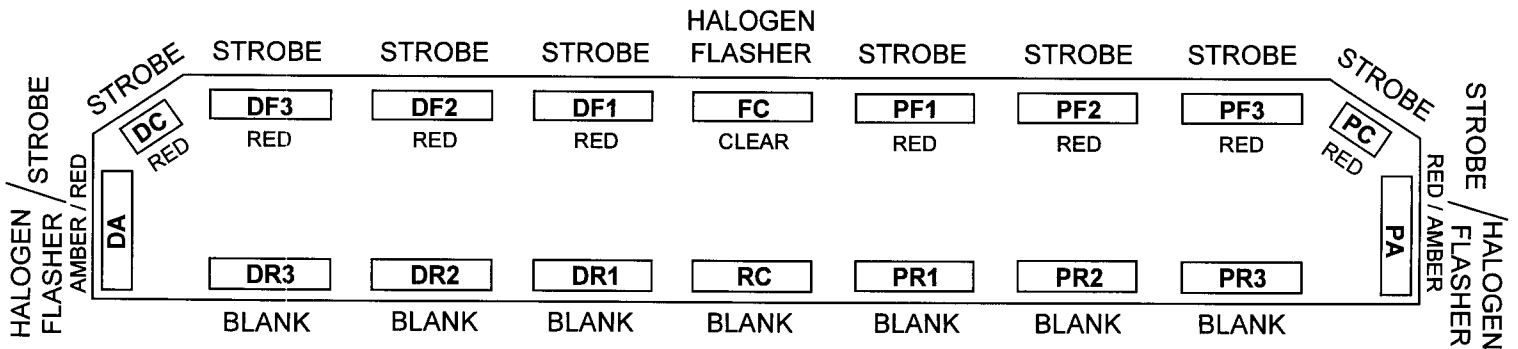 HALOGEN
STROBE STROBE STROBE FLASHER STROBE STROBE STROBE
STROBE STROBE
DC DF3 DF2 DF1 FC PF1 PF2 PF3 PC
RED RED RED RED CLEAR RED RED RED RED
HALOGEN
FLASHER / STROBE
AMBER / RED
DA
PA
RED / AMBER
STROBE / HALOGEN
FLASHER
DR3 DR2 DR1 RC PR1 PR2 PR3
BLANK BLANK BLANK BLANK BLANK BLANK BLANK